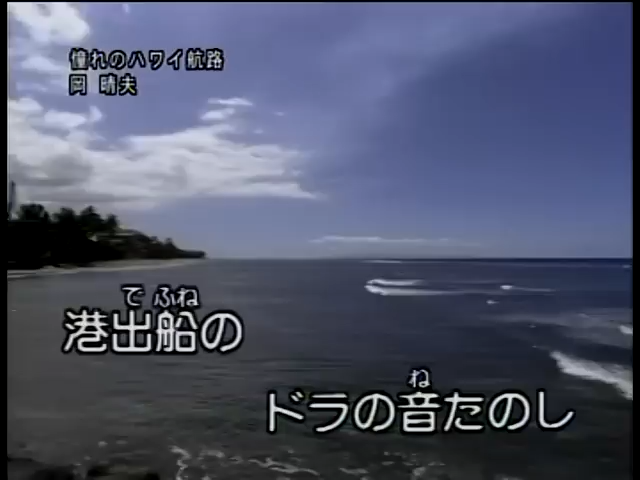 憧れのハワイ航路
岡 晴夫
でふね
港出船の
ね
ドラの音たのし